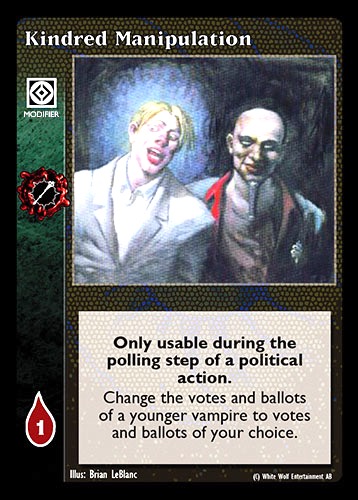 Kindred Manipulation
MODIFIER
Only usable during the
polling step of a political
action.
Change the votes and ballots
of a younger vampire to votes
and ballots of your choice.
1
Illus: Brian LeBlanc
(C) White Wolf Entertainment AB